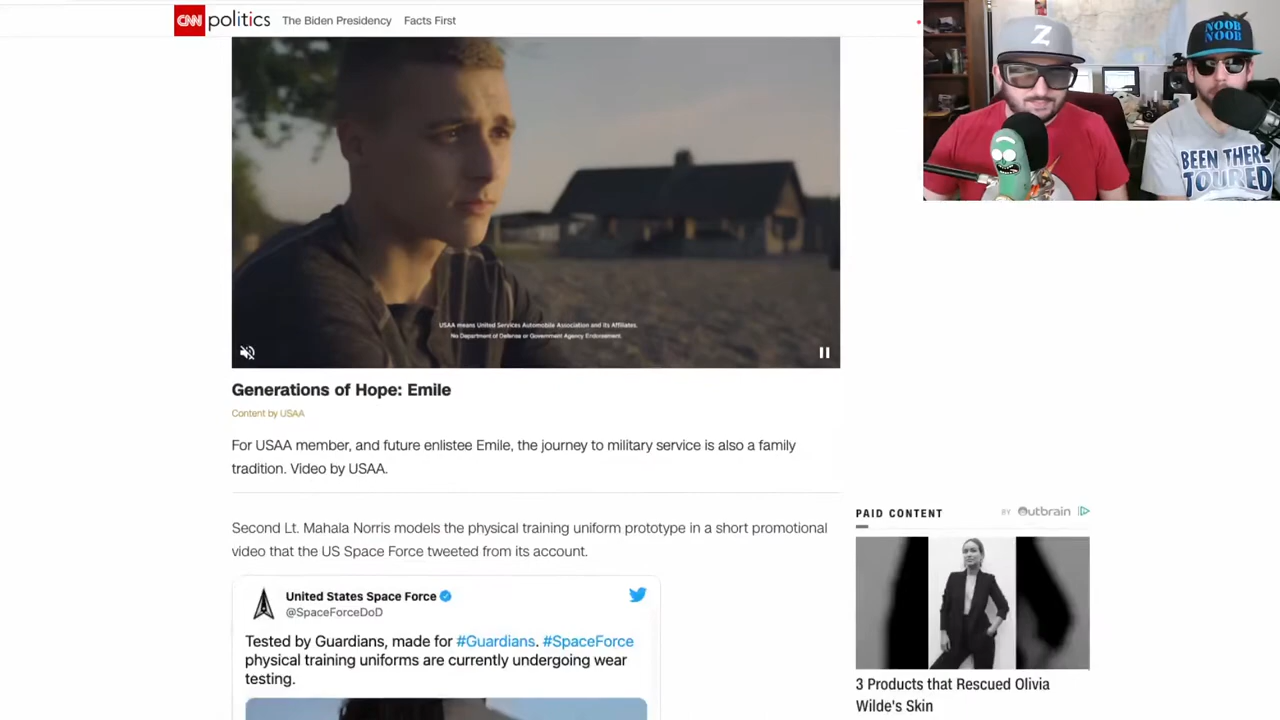 CNN politics The Biden Presidency Facts First
Z
NOOB
NOOB
BEEN THERE
TOURED
USAA means United Services Automobile Association and its Affiliates.
No Department of Defense or Government Agency Endorsement.
Generations of Hope: Emile
Content by USAA
For USAA member, and future enlistee Emile, the journey to military service is also a family
tradition. Video by USAA.
Second Lt. Mahala Norris models the physical training uniform prototype in a short promotional
video that the US Space Force tweeted from its account.
United States Space Force
@SpaceForceDoD
Tested by Guardians, made for #Guardians. #SpaceForce
physical training uniforms are currently undergoing wear
testing.
PAID CONTENT BY Outbrain
3 Products that Rescued Olivia
Wilde's Skin